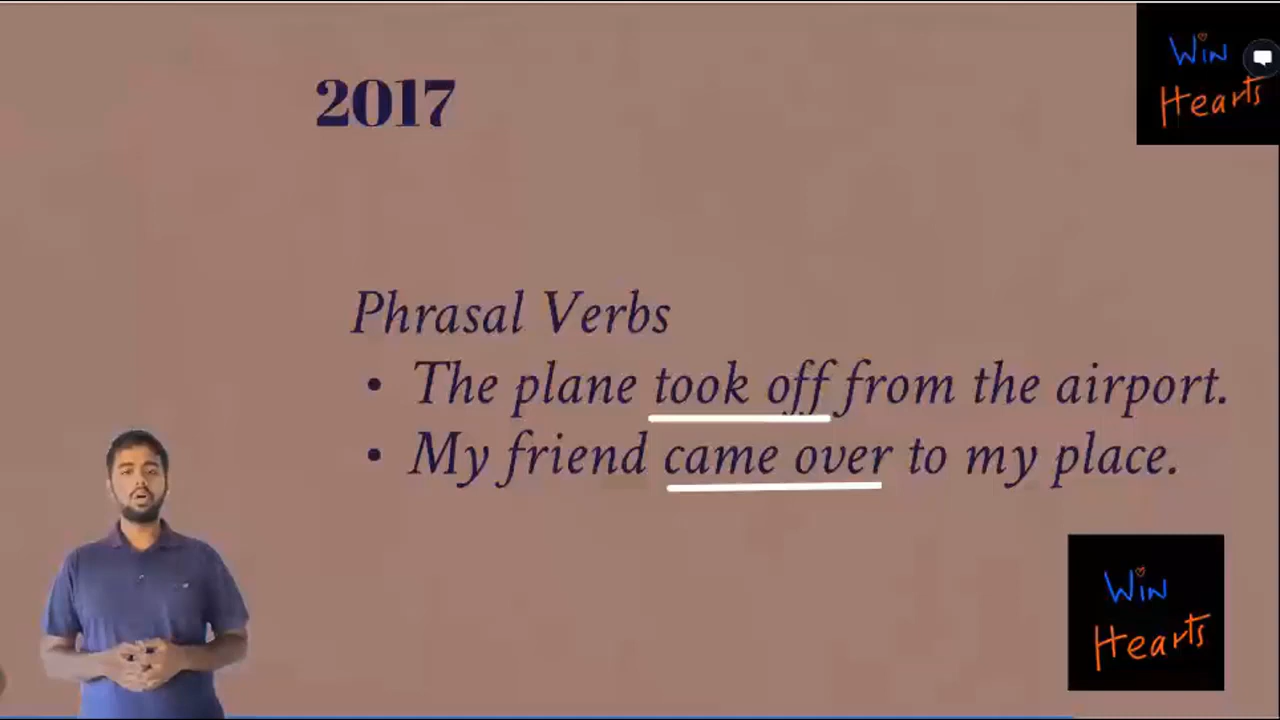 2017
Win
Hearts
Phrasal Verbs
• The plane took off from the airport.
• My friend came over to my place.
Win
Hearts